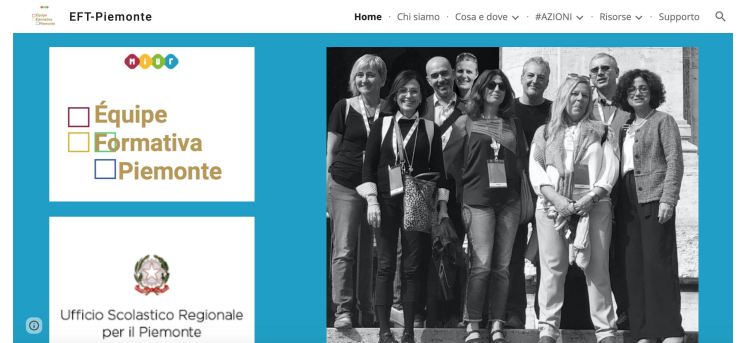 EFT-Piemonte
Home · Chi siamo · Cosa e dove · #AZIONI · Risorse · Supporto
MIUR
Équipe
Formativa
Piemonte
Ufficio Scolastico Regionale
per il Piemonte